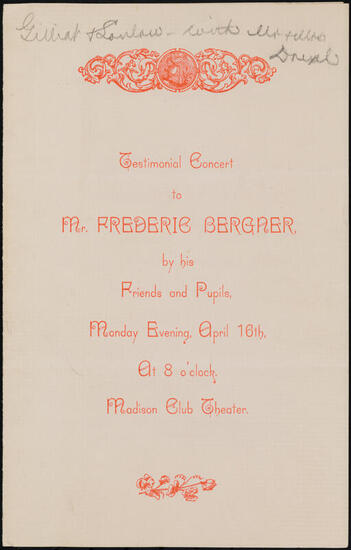 Gilliat & Lanlaw - with Mr & Mrs
Drexel
Testimonial Concert
to
Mr. FREDERIC BERGNER,
by his
Friends and Pupils,
Monday Evening, April 16th,
At 8 o'clock.
Madison Club Theater.